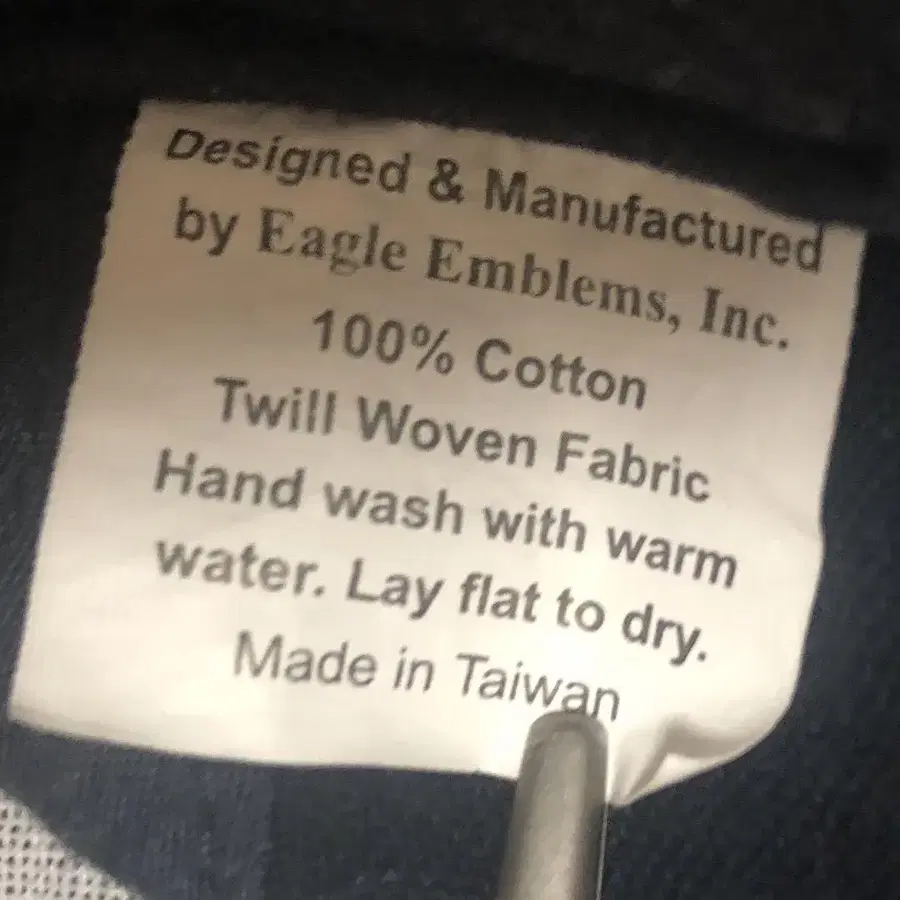 Designed & Manufactured
by Eagle Emblems, Inc.
100% Cotton
Twill Woven Fabric
Hand wash with warm
water. Lay flat to dry.
Made in Taiwan